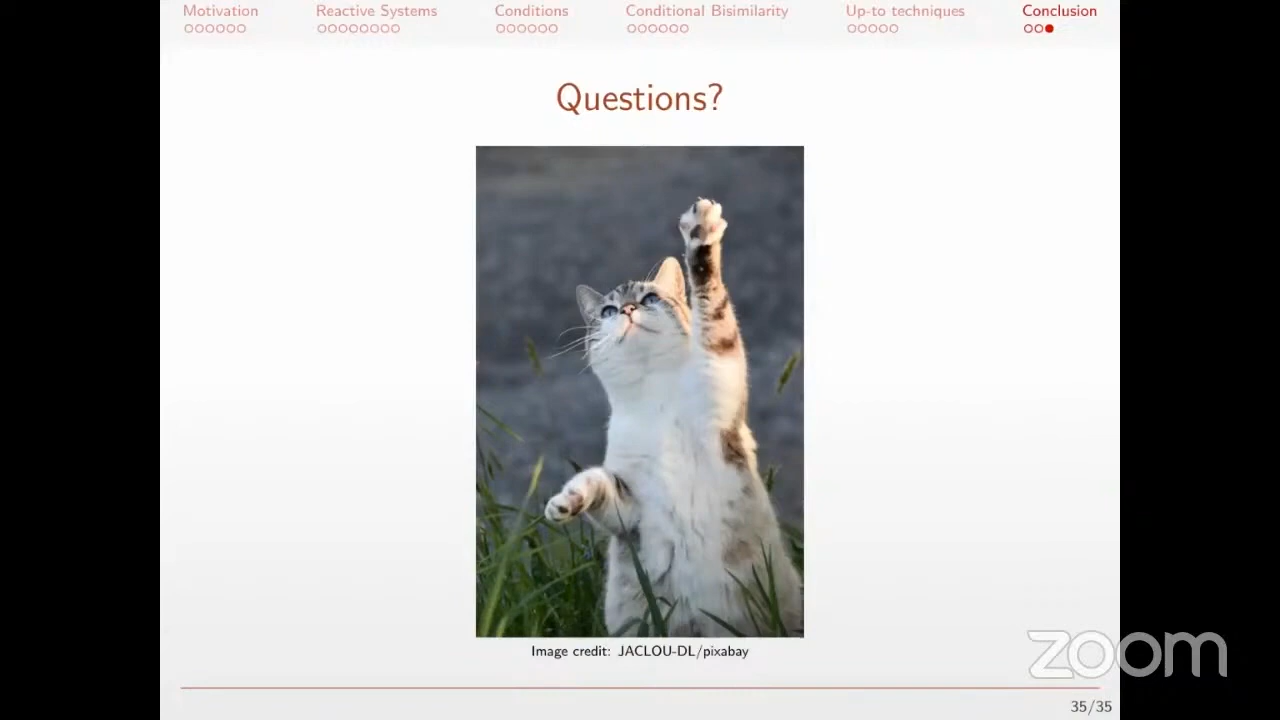 Motivation Reactive Systems Conditions Conditional Bisimilarity Up-to techniques Conclusion
Questions?
Image credit: JACLOU-DL/pixabay
zoom
35/35